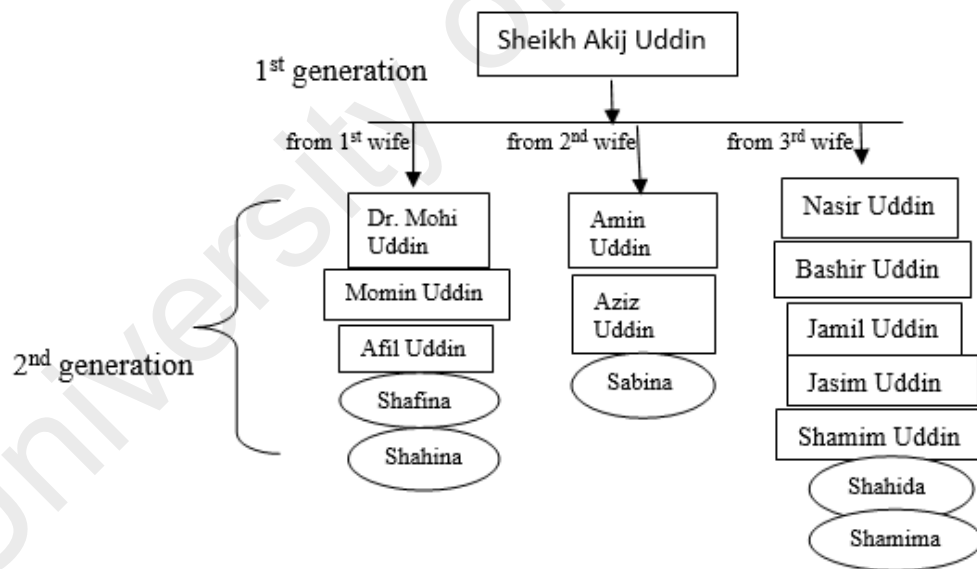 Sheikh Akij Uddin
1st generation
from 1st wife
from 2nd wife
from 3rd wife
Dr. Mohi
Uddin
Momin Uddin
Afil Uddin
Shafina
Shahina
Amin
Uddin
Aziz
Uddin
Sabina
Nasir Uddin
Bashir Uddin
Jamil Uddin
Jasim Uddin
Shamim Uddin
Shahida
Shamima
2nd generation
University of